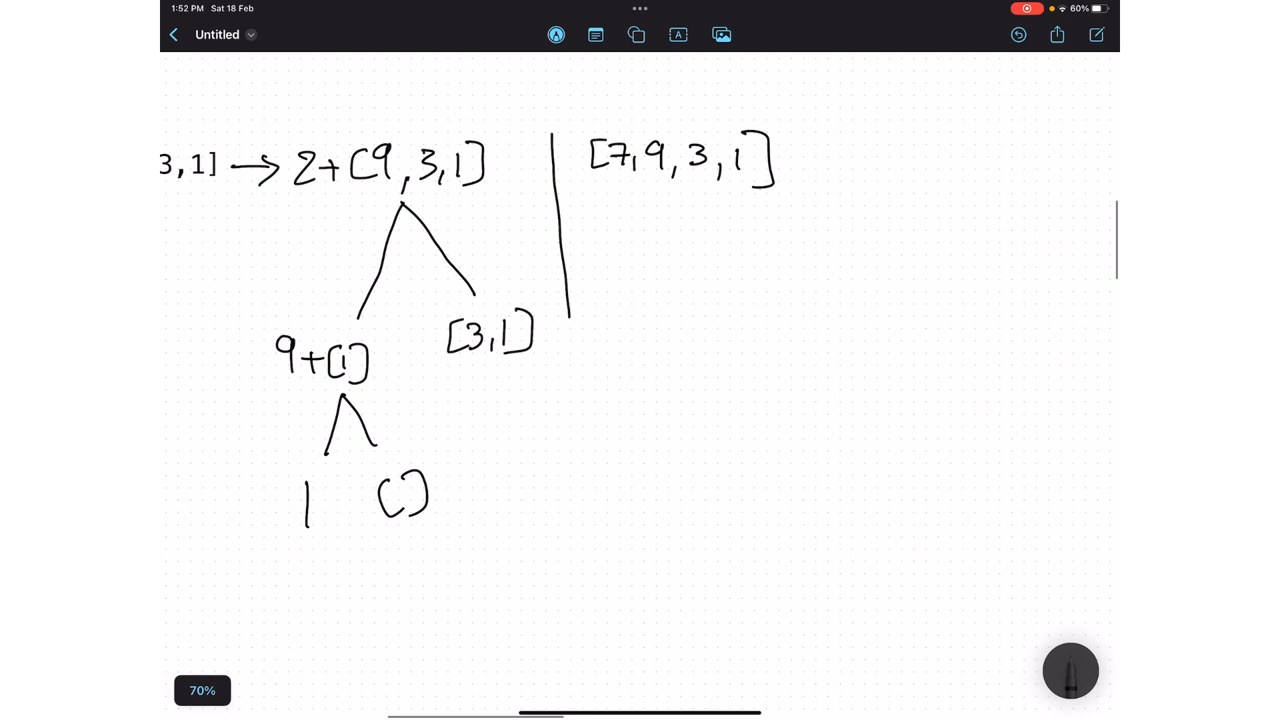 1:52 PM Sat 18 Feb
60%
Untitled
A
3,1] → 2+[9,3,1]
[7,9,3,1]
9+[1]
[3,1]
1 []
70%